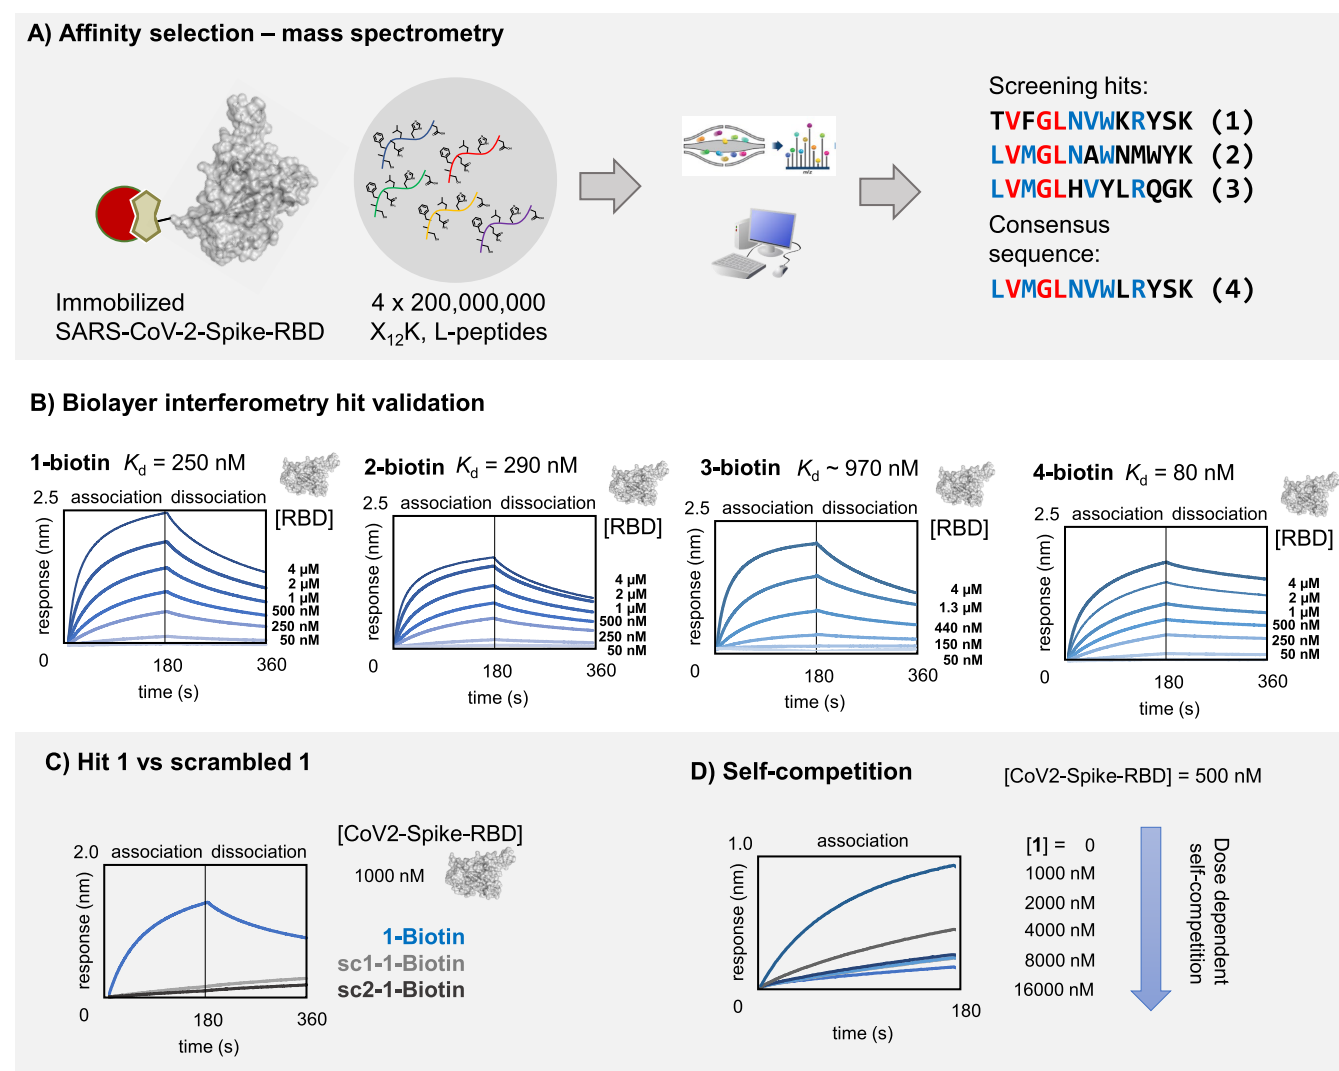 A) Affinity selection – mass spectrometry
Immobilized
SARS-CoV-2-Spike-RBD
4 x 200,000,000
X₁₂K, L-peptides
m/z
Screening hits:
TVFGLNVWKRYSK (1)
LVMGLNAWNMWYK (2)
LVMGLHVYLRQGK (3)
Consensus
sequence:
LVMGLNVWLRYSK (4)
B) Biolayer interferometry hit validation
1-biotin Kd = 250 nM
2.5 association dissociation
[RBD]
response (nm)
4 µM
2 µM
1 µM
500 nM
250 nM
50 nM
0 180 360
time (s)
2-biotin Kd = 290 nM
2.5 association dissociation
[RBD]
response (nm)
4 µM
2 µM
1 µM
500 nM
250 nM
50 nM
0 180 360
time (s)
3-biotin Kd ~ 970 nM
2.5 association dissociation
[RBD]
response (nm)
4 µM
1.3 µM
440 nM
150 nM
50 nM
0 180 360
time (s)
4-biotin Kd = 80 nM
2.5 association dissociation
[RBD]
response (nm)
4 µM
2 µM
1 µM
500 nM
250 nM
50 nM
0 180 360
time (s)
C) Hit 1 vs scrambled 1
2.0 association dissociation
response (nm)
0 180 360
time (s)
[CoV2-Spike-RBD]
1000 nM
1-Biotin
sc1-1-Biotin
sc2-1-Biotin
D) Self-competition
[CoV2-Spike-RBD] = 500 nM
1.0 association
response (nm)
0 180
time (s)
[1] = 0
1000 nM
2000 nM
4000 nM
8000 nM
16000 nM
Dose dependent
self-competition